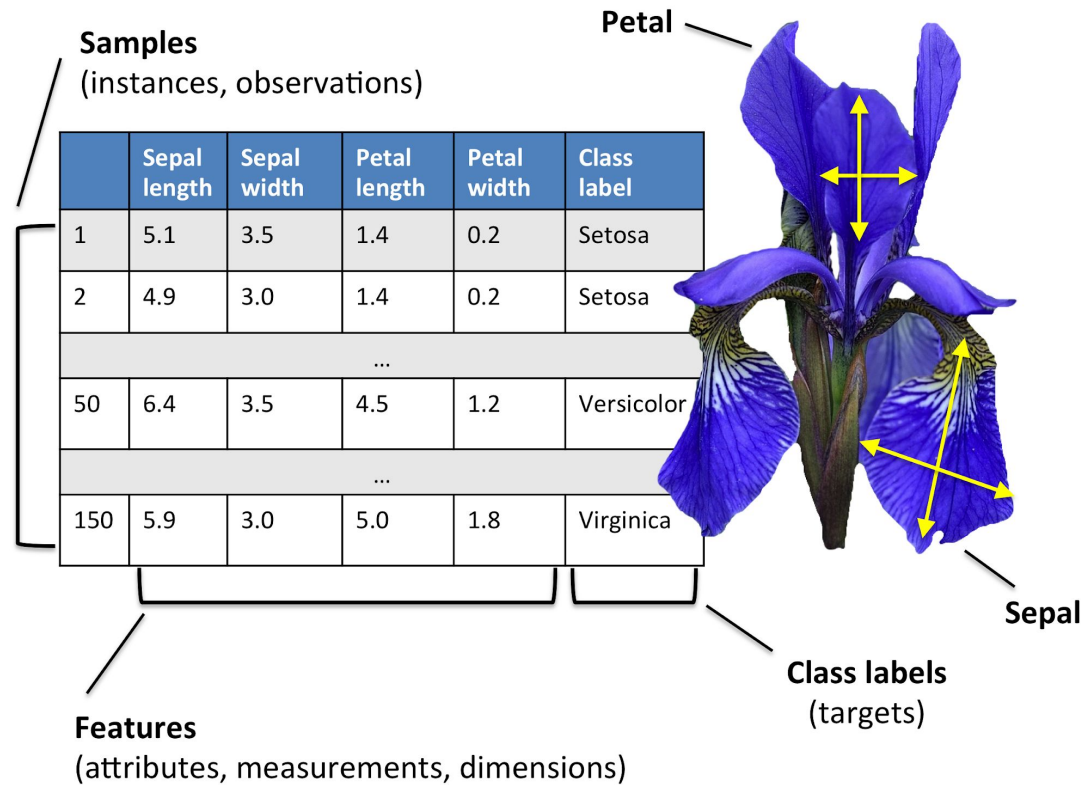 Petal
Samples
(instances, observations)
Sepal length Sepal width Petal length Petal width Class label
1 5.1 3.5 1.4 0.2 Setosa
2 4.9 3.0 1.4 0.2 Setosa
...
50 6.4 3.5 4.5 1.2 Versicolor
...
150 5.9 3.0 5.0 1.8 Virginica
Sepal
Class labels
(targets)
Features
(attributes, measurements, dimensions)